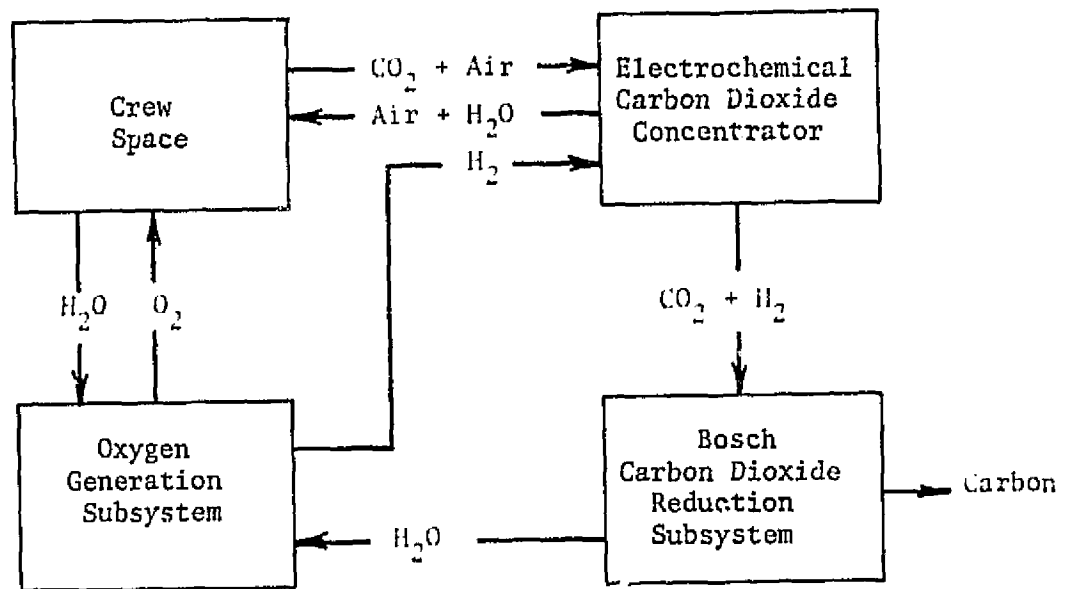 Crew
Space
CO₂ + Air
Air + H₂O
H₂
Electrochemical
Carbon Dioxide
Concentrator
H₂O
O₂
CO₂ + H₂
Oxygen
Generation
Subsystem
Bosch
Carbon Dioxide
Reduction
Subsystem
Carbon
H₂O